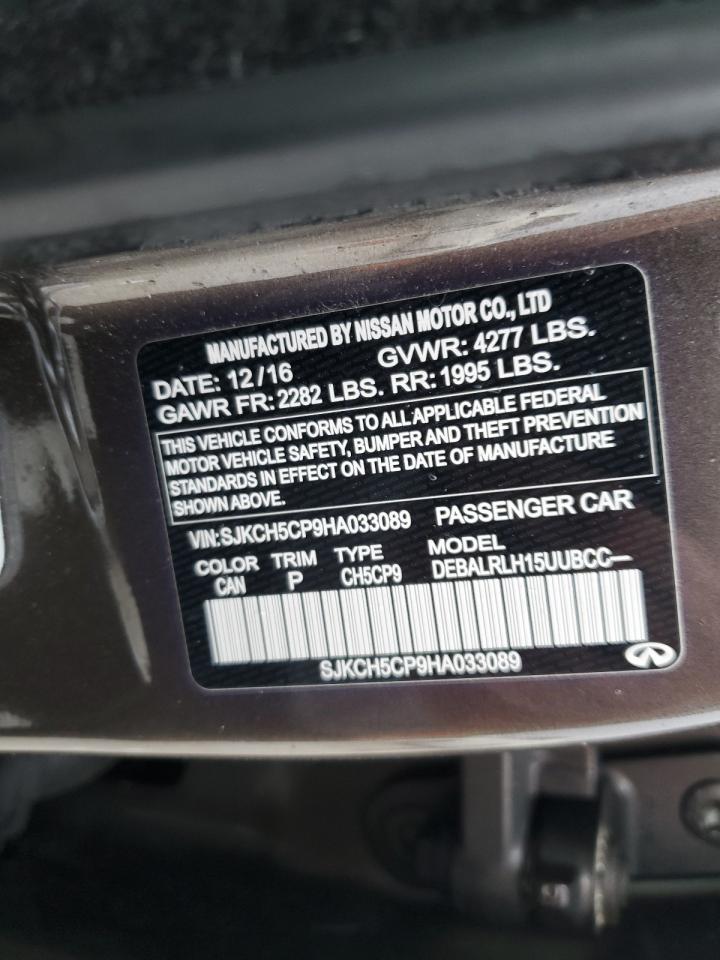 MANUFACTURED BY NISSAN MOTOR CO., LTD
DATE: 12/16 GVWR: 4277 LBS.
GAWR FR: 2282 LBS. RR: 1995 LBS.
THIS VEHICLE CONFORMS TO ALL APPLICABLE FEDERAL
MOTOR VEHICLE SAFETY, BUMPER AND THEFT PREVENTION
STANDARDS IN EFFECT ON THE DATE OF MANUFACTURE
SHOWN ABOVE.
VIN:SJKCH5CP9HA033089 PASSENGER CAR
COLOR TRIM TYPE MODEL
CAN P CH5CP9 DEBALRLH15UUBCC—
SJKCH5CP9HA033089